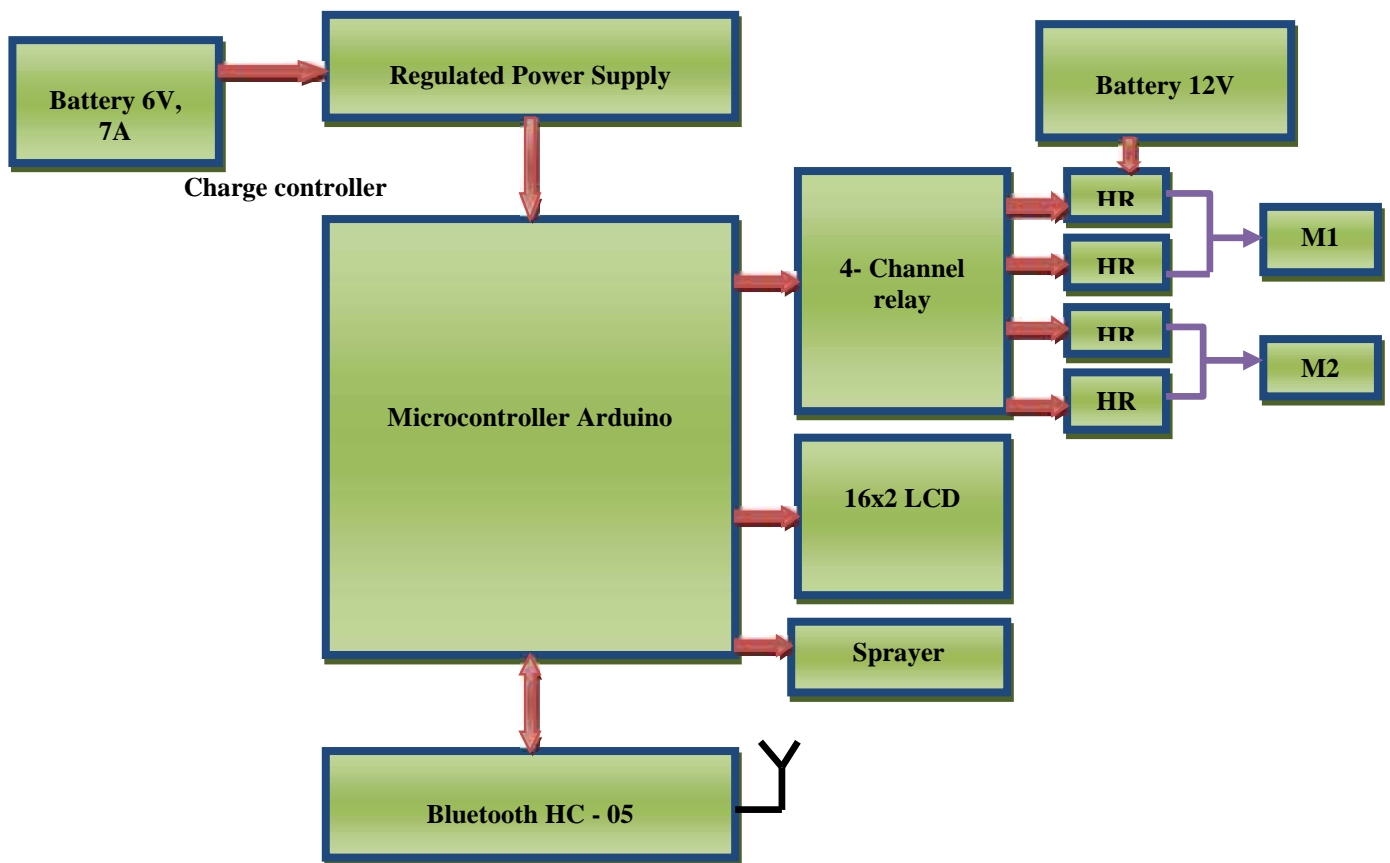 Regulated Power Supply
Battery 6V,
7A
Battery 12V
Charge controller
4- Channel
relay
HR
HR
HR
HR
M1
M2
Microcontroller Arduino
16x2 LCD
Sprayer
Bluetooth HC - 05